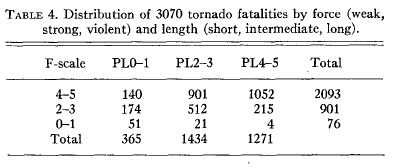 TABLE 4. Distribution of 3070 tornado fatalities by force (weak,
strong, violent) and length (short, intermediate, long).
F-scale PL0–1 PL2–3 PL4–5 Total
4–5 140 901 1052 2093
2–3 174 512 215 901
0–1 51 21 4 76
Total 365 1434 1271